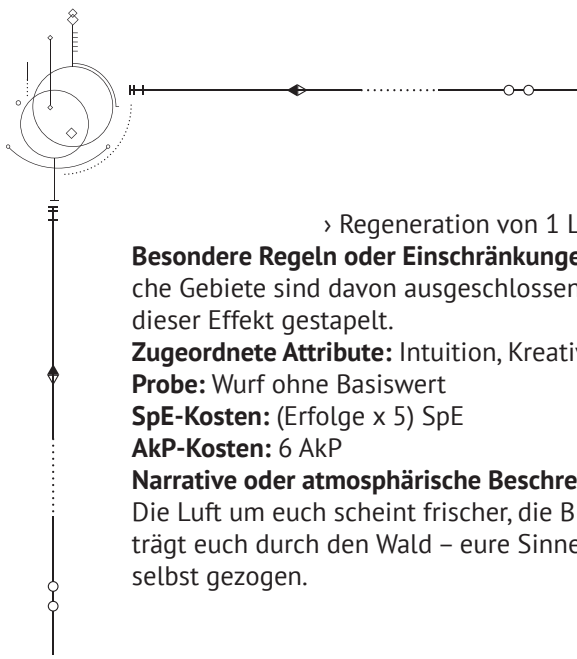 › Regeneration von 1 L
Besondere Regeln oder Einschränkunge
che Gebiete sind davon ausgeschlossen
dieser Effekt gestapelt.
Zugeordnete Attribute: Intuition, Kreativ
Probe: Wurf ohne Basiswert
SpE-Kosten: (Erfolge x 5) SpE
AkP-Kosten: 6 AkP
Narrative oder atmosphärische Beschre
Die Luft um euch scheint frischer, die B
trägt euch durch den Wald – eure Sinne
selbst gezogen.